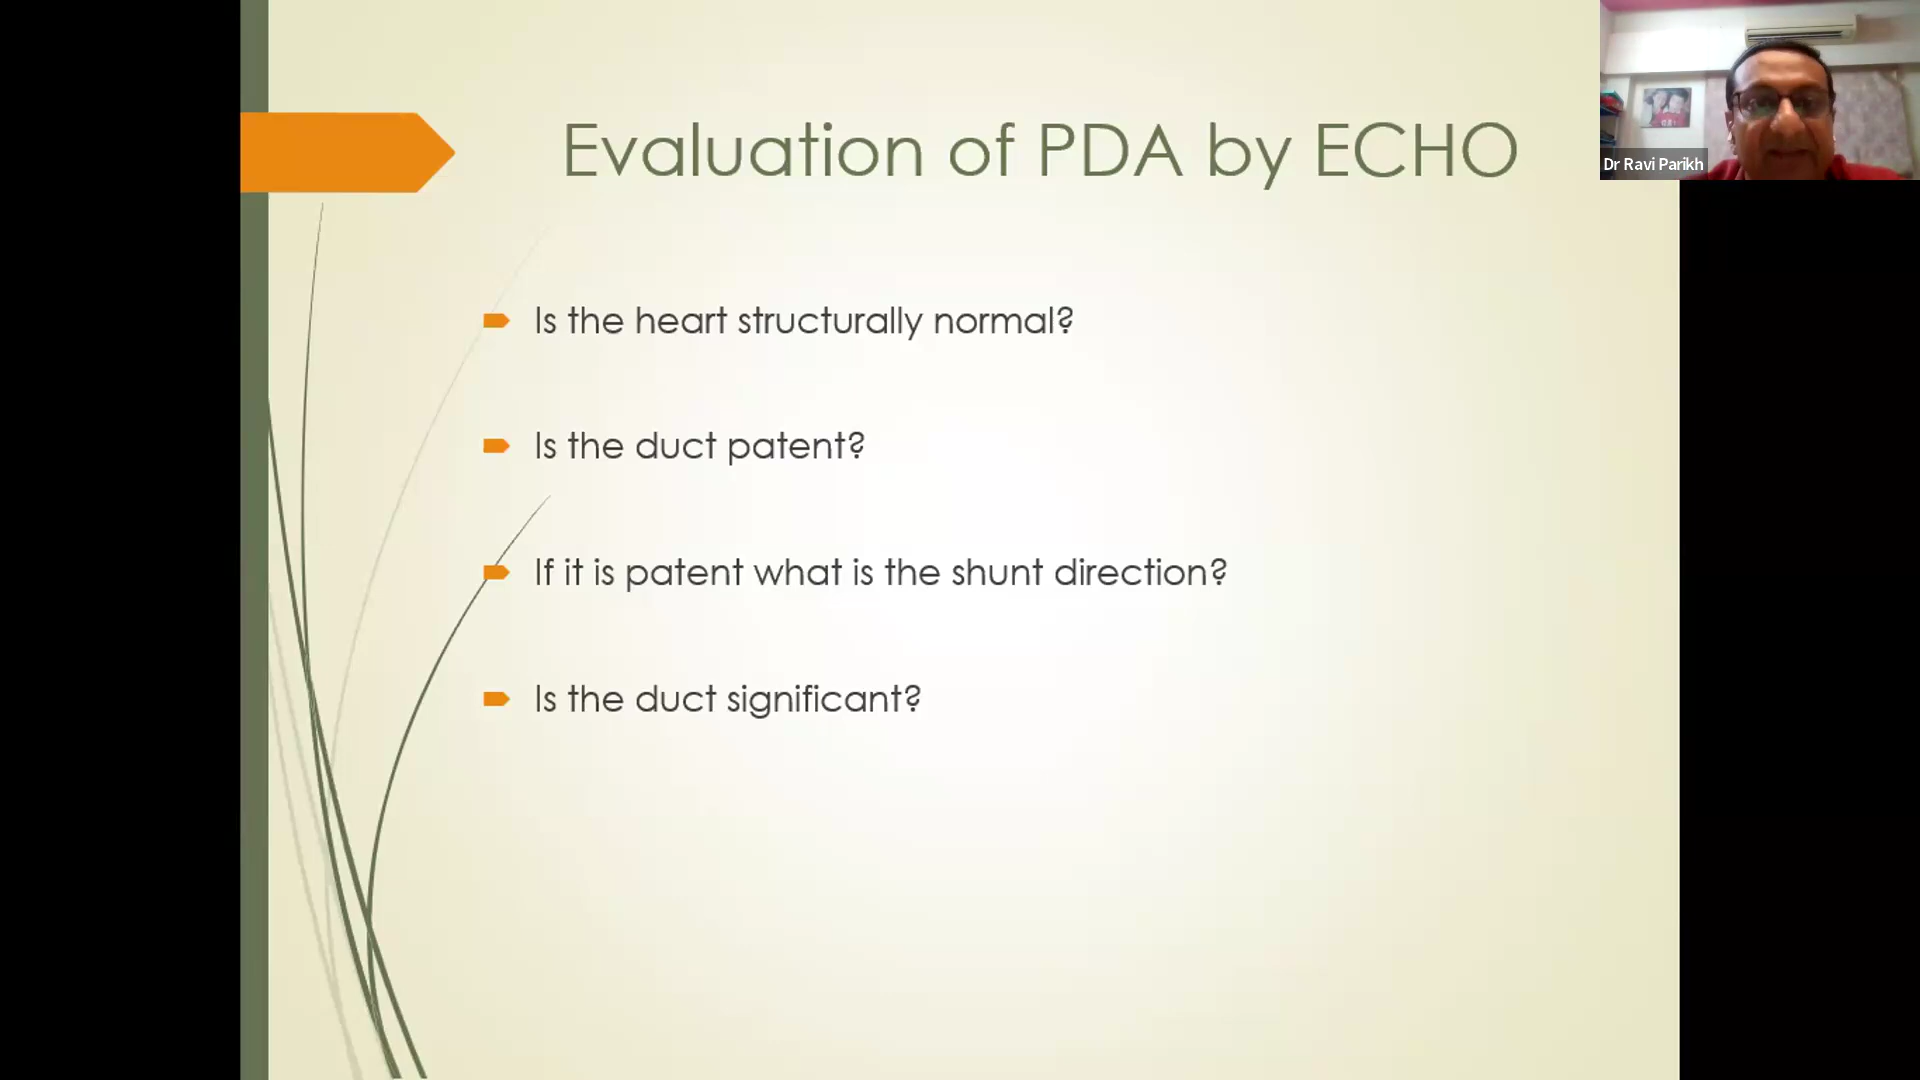 Evaluation of PDA by ECHO
Dr Ravi Parikh
Is the heart structurally normal?
Is the duct patent?
If it is patent what is the shunt direction?
Is the duct significant?